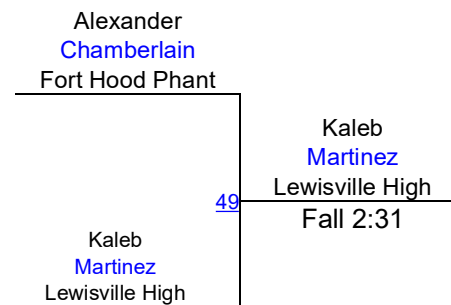 Alexander
Chamberlain
Fort Hood Phant
Kaleb
Martinez
Lewisville High
49
Fall 2:31
Kaleb
Martinez
Lewisville High